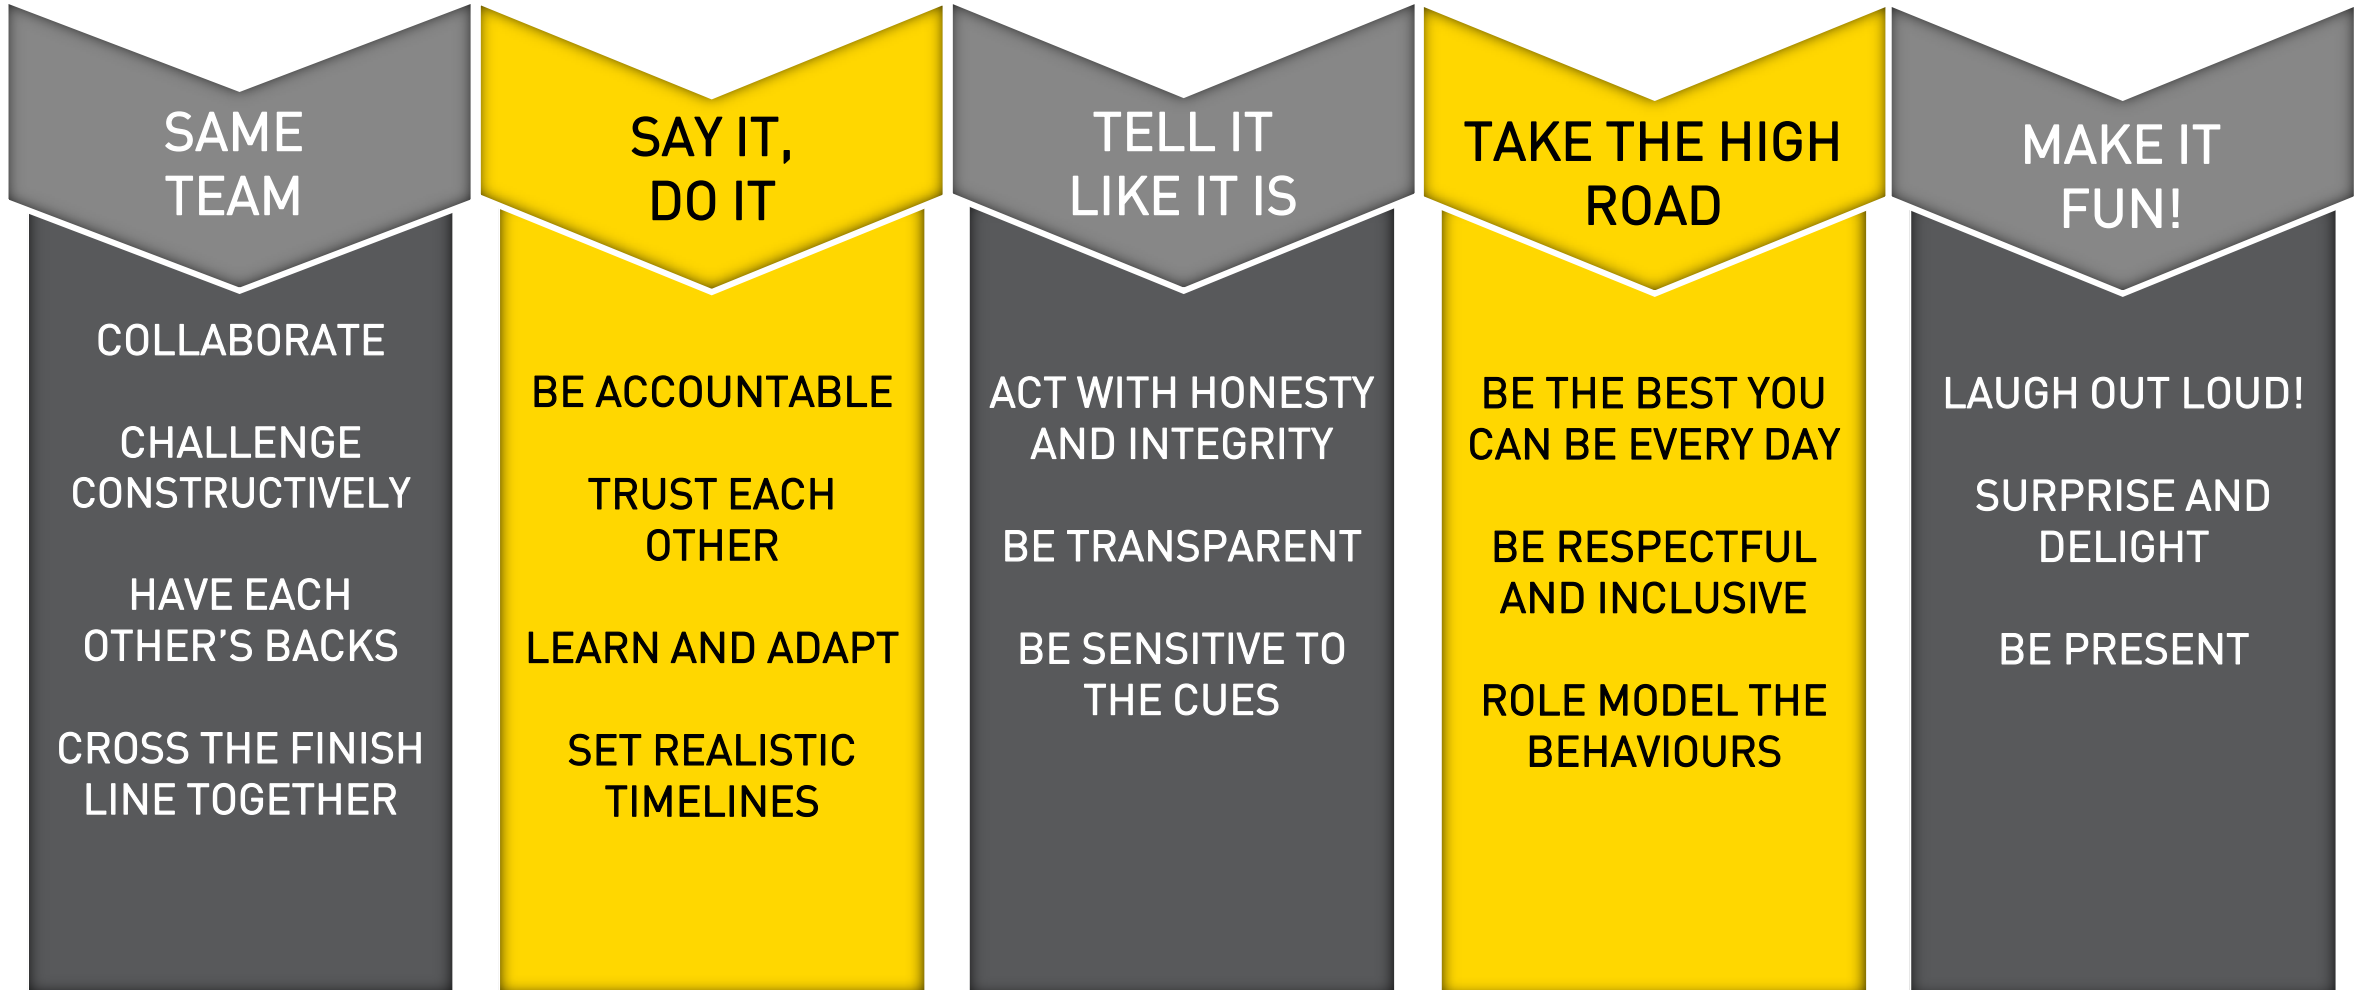 SAME
TEAM
COLLABORATE
CHALLENGE
CONSTRUCTIVELY
HAVE EACH
OTHER’S BACKS
CROSS THE FINISH
LINE TOGETHER
SAY IT,
DO IT
BE ACCOUNTABLE
TRUST EACH
OTHER
LEARN AND ADAPT
SET REALISTIC
TIMELINES
TELL IT
LIKE IT IS
ACT WITH HONESTY
AND INTEGRITY
BE TRANSPARENT
BE SENSITIVE TO
THE CUES
TAKE THE HIGH
ROAD
BE THE BEST YOU
CAN BE EVERY DAY
BE RESPECTFUL
AND INCLUSIVE
ROLE MODEL THE
BEHAVIOURS
MAKE IT
FUN!
LAUGH OUT LOUD!
SURPRISE AND
DELIGHT
BE PRESENT